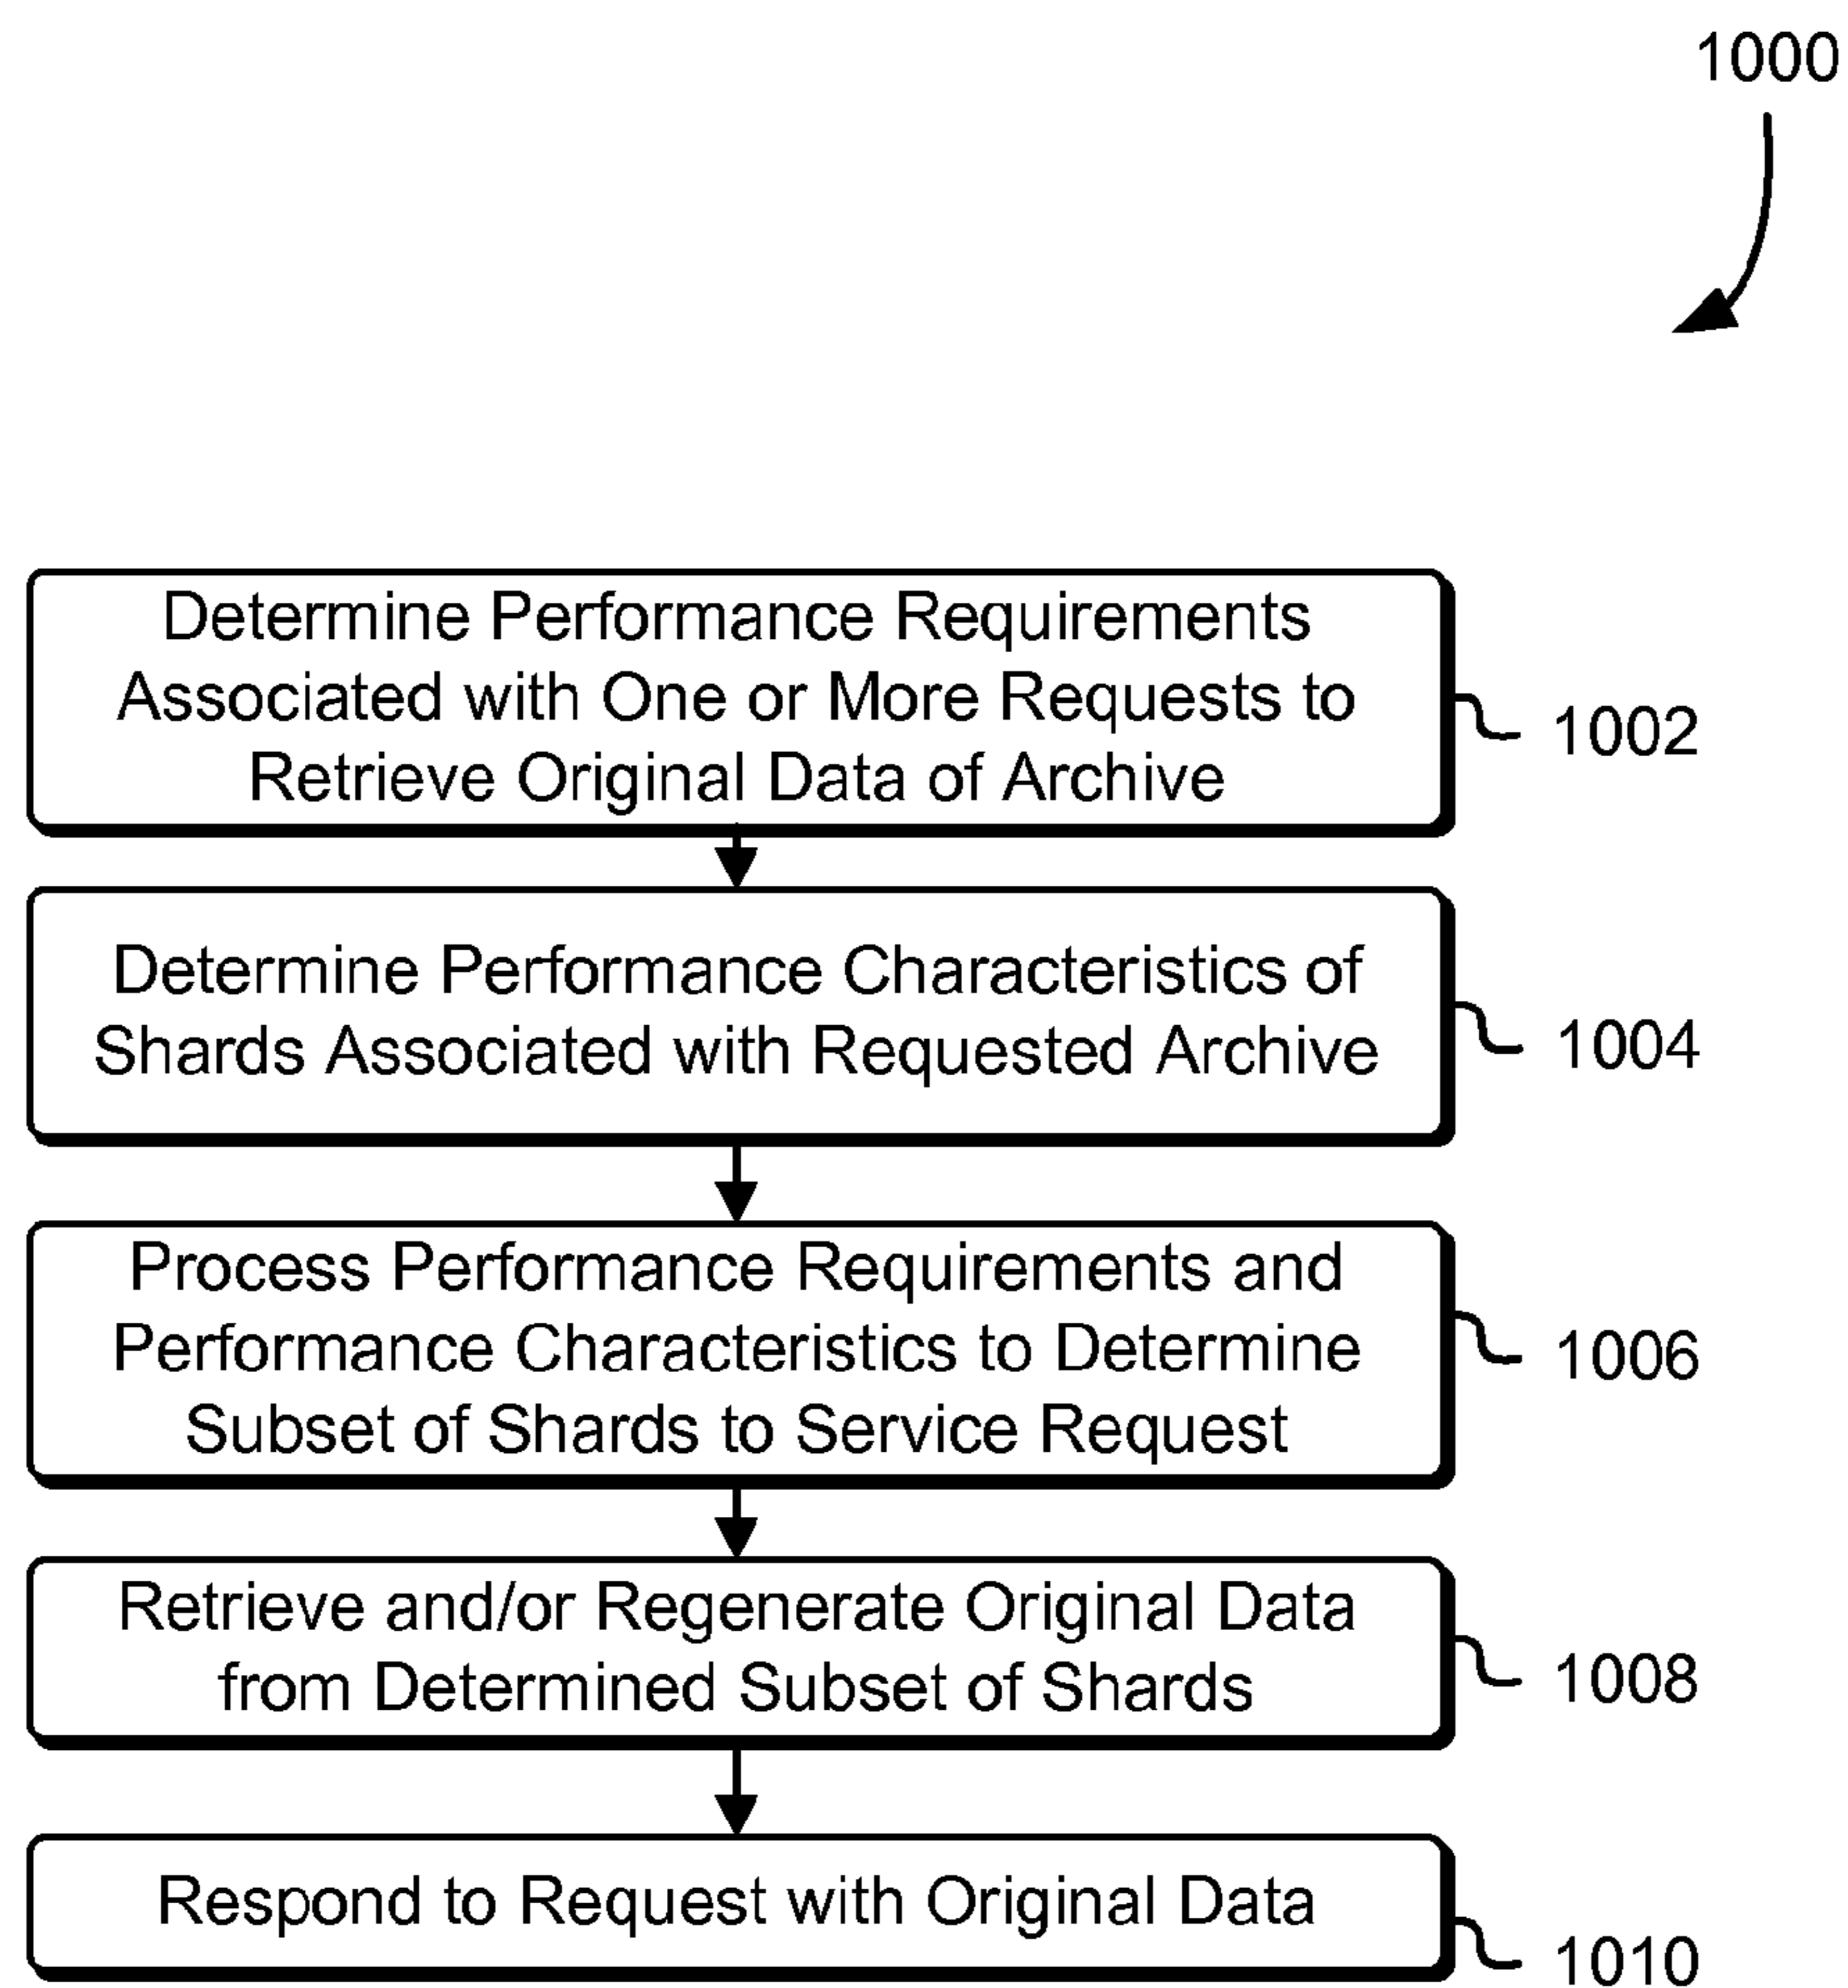 1000
Determine Performance Requirements
Associated with One or More Requests to
Retrieve Original Data of Archive
1002
Determine Performance Characteristics of
Shards Associated with Requested Archive
1004
Process Performance Requirements and
Performance Characteristics to Determine
Subset of Shards to Service Request
1006
Retrieve and/or Regenerate Original Data
from Determined Subset of Shards
1008
Respond to Request with Original Data
1010